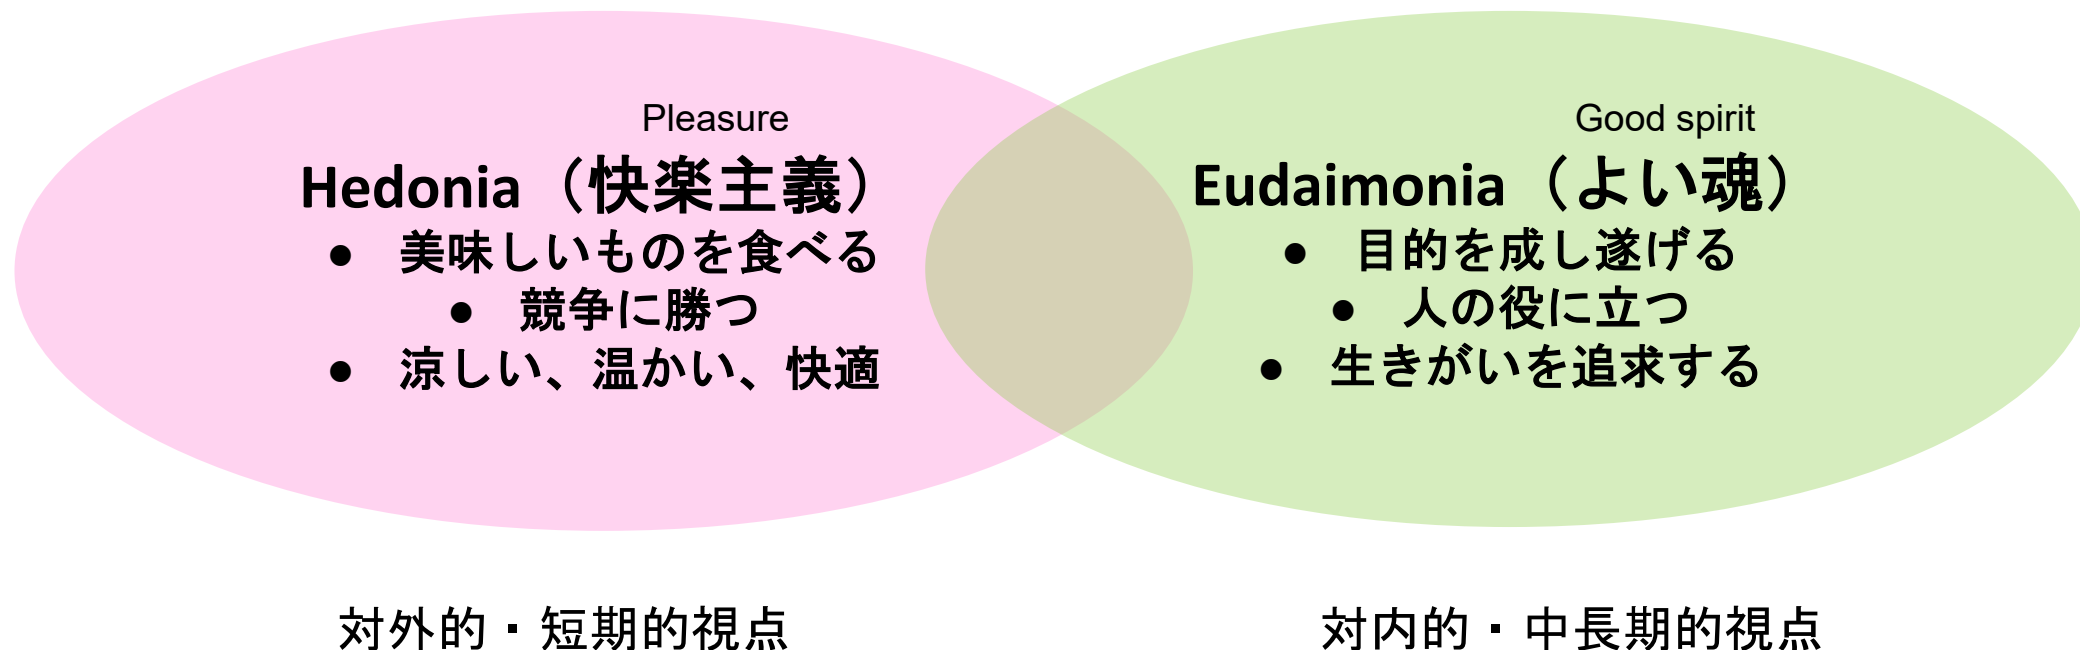 Pleasure
Hedonia（快楽主義）
● 美味しいものを食べる
● 競争に勝つ
● 涼しい、温かい、快適
Good spirit
Eudaimonia（よい魂）
● 目的を成し遂げる
● 人の役に立つ
● 生きがいを追求する
対外的・短期的視点
対内的・中長期的視点